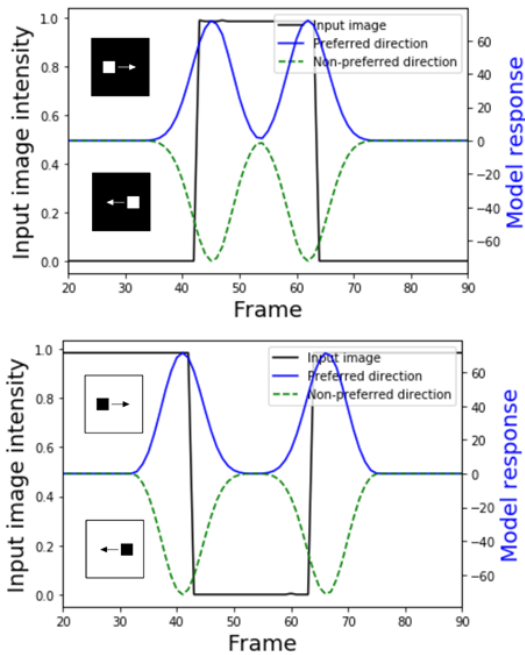 Input image
Preferred direction
Non-preferred direction
Input image intensity
1.0
0.8
0.6
0.4
0.2
0.0
Model response
60
40
20
0
−20
−40
−60
20 30 40 50 60 70 80 90
Frame
Input image
Preferred direction
Non-preferred direction
Input image intensity
1.0
0.8
0.6
0.4
0.2
0.0
Model response
60
40
20
0
−20
−40
−60
20 30 40 50 60 70 80 90
Frame